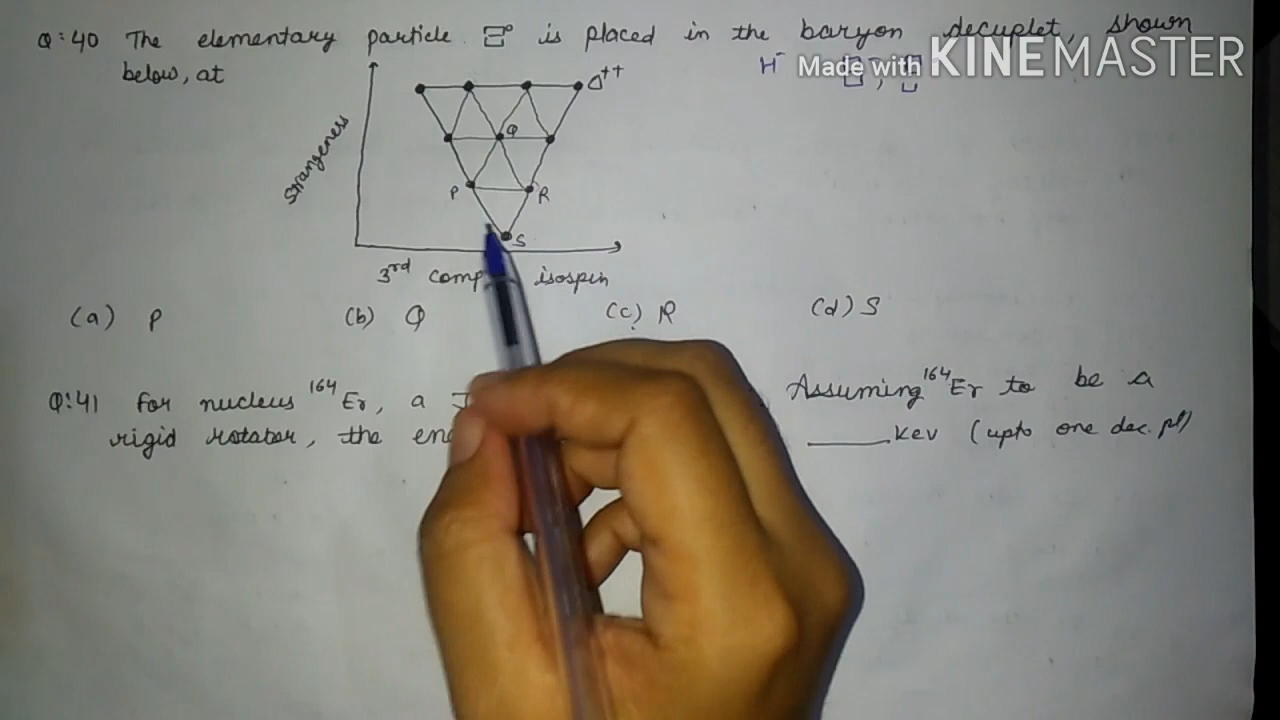 Q:40 The elementary particle Ξ° is placed in the baryon decuplet, shown
below, at
Made with KINEMASTER
Δ++
Strangeness
Q
P
R
S
3rd comp isospin
(a) P (b) Q (c) R (d) S
Q:41 For nucleus 164Er, a Assuming 164Er to be a
rigid rotator, the kev (upto one dec. pl)